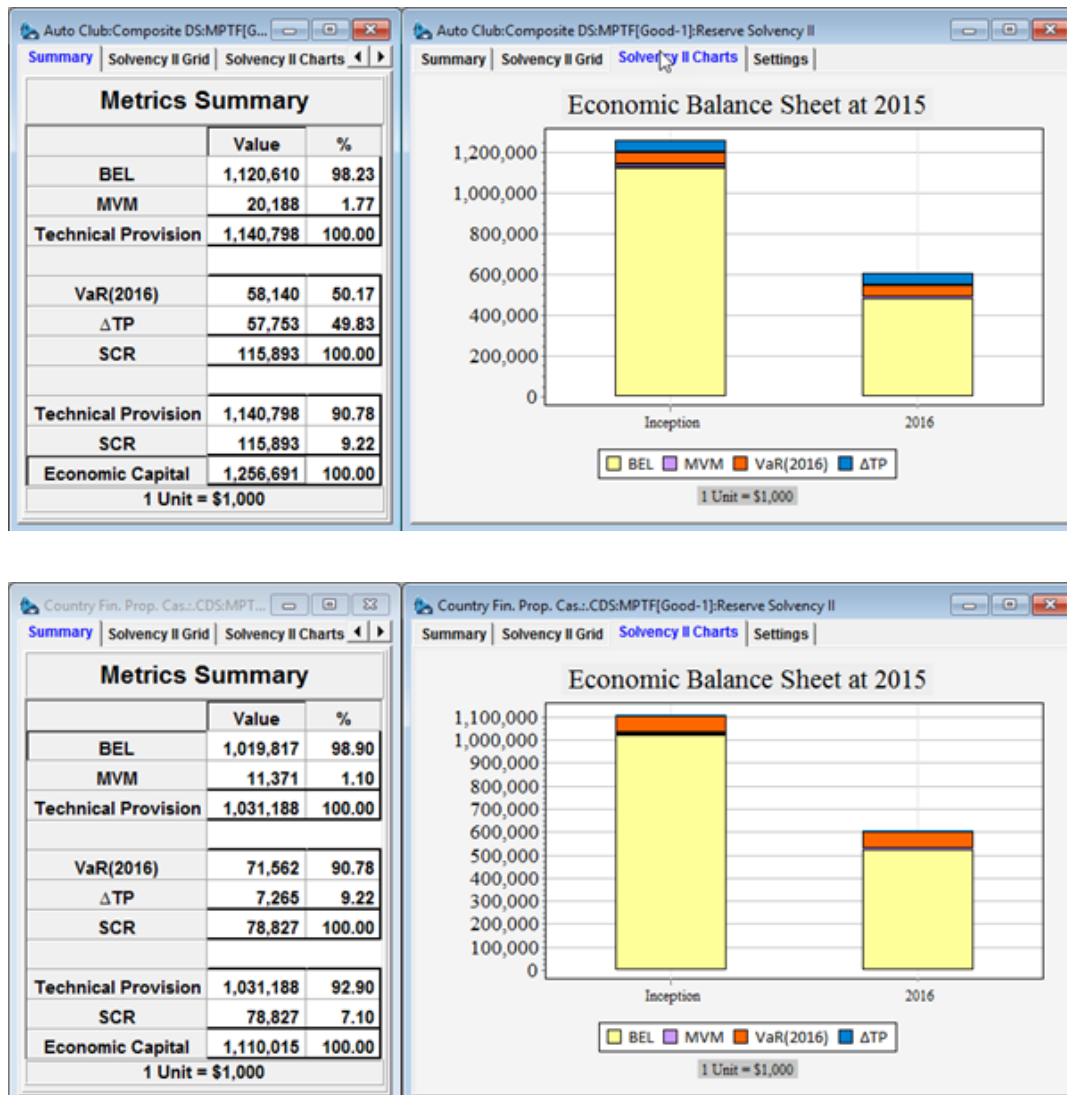 Auto Club:Composite DS:MPTF[G...
Summary Solvency II Grid Solvency II Charts
Metrics Summary
Value %
BEL 1,120,610 98.23
MVM 20,188 1.77
Technical Provision 1,140,798 100.00
VaR(2016) 58,140 50.17
ΔTP 57,753 49.83
SCR 115,893 100.00
Technical Provision 1,140,798 90.78
SCR 115,893 9.22
Economic Capital 1,256,691 100.00
1 Unit = $1,000
Auto Club:Composite DS:MPTF[Good-1]:Reserve Solvency II
Summary Solvency II Grid Solvency II Charts Settings
Economic Balance Sheet at 2015
1,200,000
1,000,000
800,000
600,000
400,000
200,000
0
Inception 2016
BEL MVM VaR(2016) ΔTP
1 Unit = $1,000
Country Fin. Prop. Cas.:.CDS:MPT...
Summary Solvency II Grid Solvency II Charts
Metrics Summary
Value %
BEL 1,019,817 98.90
MVM 11,371 1.10
Technical Provision 1,031,188 100.00
VaR(2016) 71,562 90.78
ΔTP 7,265 9.22
SCR 78,827 100.00
Technical Provision 1,031,188 92.90
SCR 78,827 7.10
Economic Capital 1,110,015 100.00
1 Unit = $1,000
Country Fin. Prop. Cas.:.CDS:MPTF[Good-1]:Reserve Solvency II
Summary Solvency II Grid Solvency II Charts Settings
Economic Balance Sheet at 2015
1,100,000
1,000,000
900,000
800,000
700,000
600,000
500,000
400,000
300,000
200,000
100,000
0
Inception 2016
BEL MVM VaR(2016) ΔTP
1 Unit = $1,000